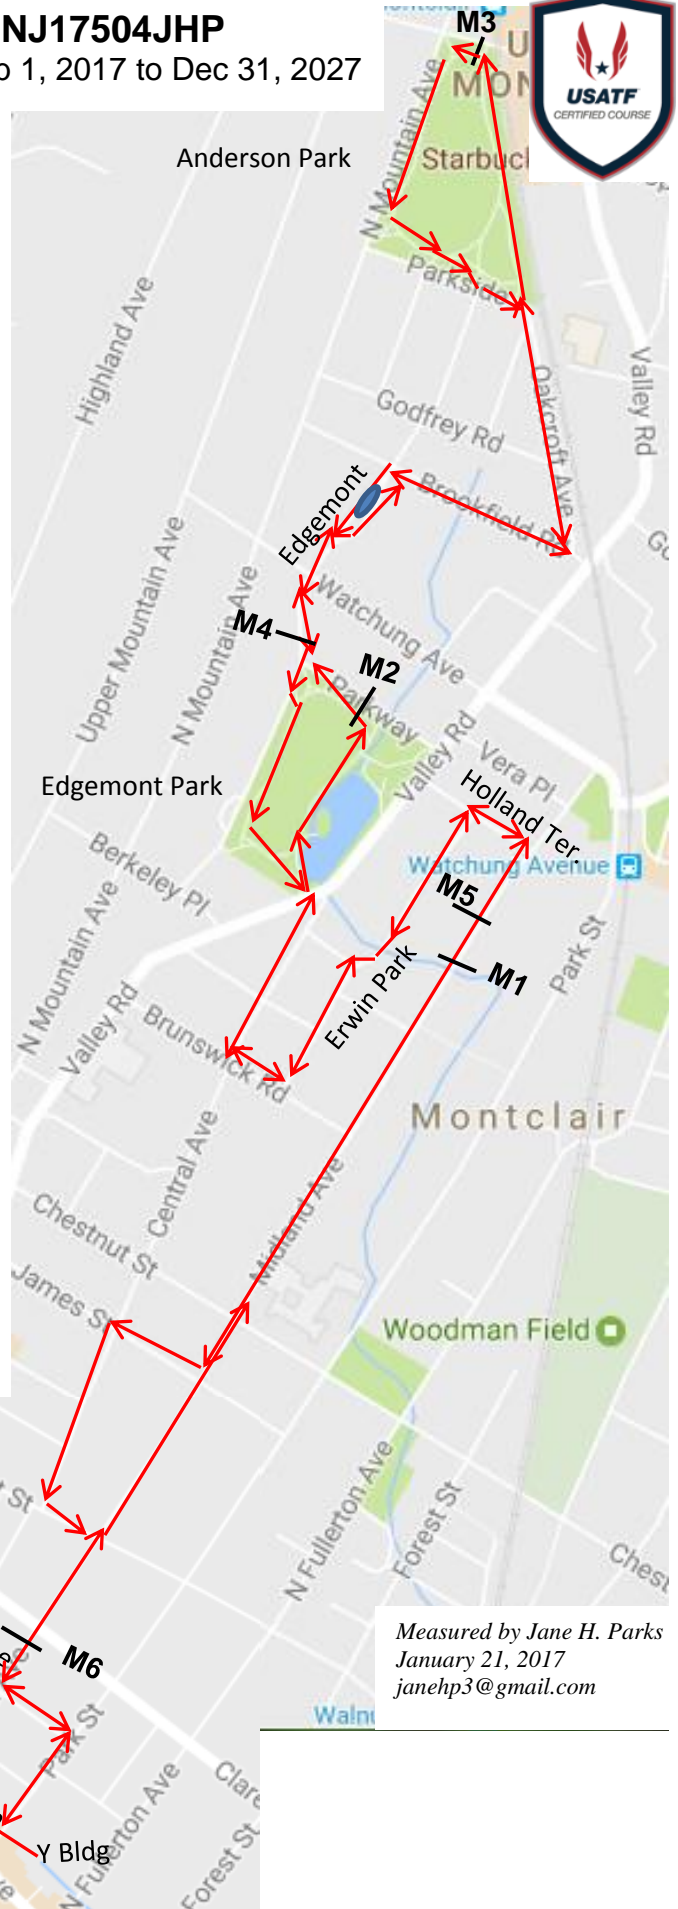 NJ17504JHP
1, 2017 to Dec 31, 2027
M3
USATF
CERTIFIED COURSE
Anderson Park
N Mountain Ave
Highland Ave
Parkside
Valley Rd
Oakcroft Ave
Godfrey Rd
Brookfield Rd
Edgemont
Upper Mountain Ave
N Mountain Ave
Watchung Ave
M4
M2
Parkway
Valley Rd
Vera Pl
Edgemont Park
Holland Ter.
Watchung Avenue
Berkeley Pl
M5
M1
Park St
N Mountain Ave
Erwin Park
Valley Rd
Brunswick Rd
Montclair
Central Ave
Midland Ave
Chestnut St
James St
Woodman Field
St
N Fullerton Ave
Forest St
Chest
M6
Measured by Jane H. Parks
January 21, 2017
janehp3@gmail.com
Park St
Clare
Y Bldg
N Fullerton Ave
Forest St